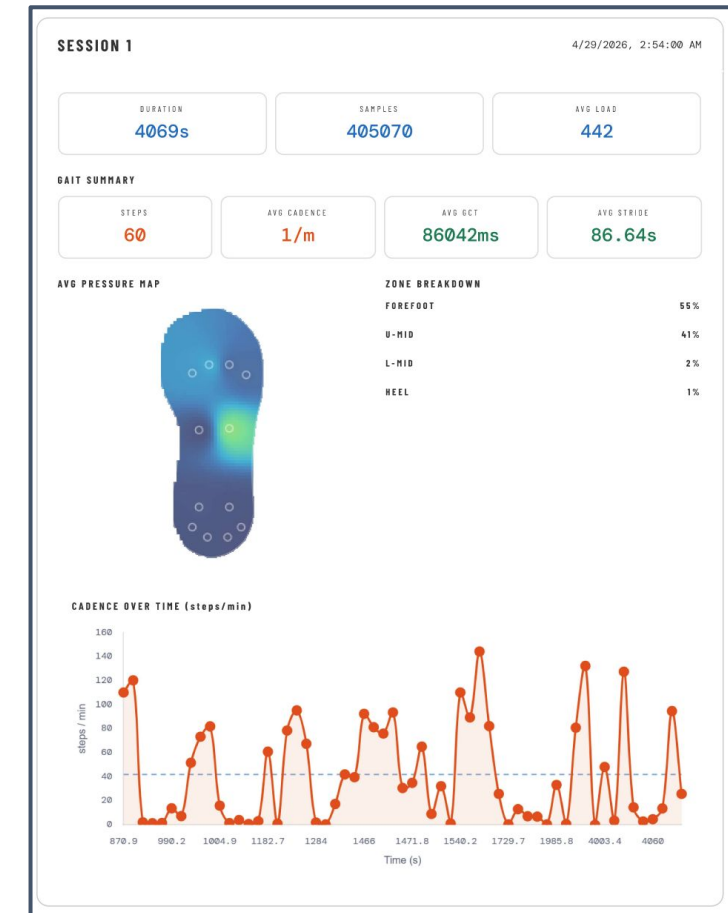 SESSION 1 4/29/2026, 2:54:00 AM
DURATION SAMPLES AVG LOAD
4069s 405070 442
GAIT SUMMARY
STEPS AVG CADENCE AVG GCT AVG STRIDE
60 1/m 86042ms 86.64s
AVG PRESSURE MAP ZONE BREAKDOWN
FOREFOOT 55%
U-MID 41%
L-MID 2%
HEEL 1%
CADENCE OVER TIME (steps/min)
160
140
120
100
80
60
40
20
0
steps / min
870.9 990.2 1004.9 1182.7 1284 1466 1471.8 1540.2 1729.7 1985.8 4003.4 4060
Time (s)